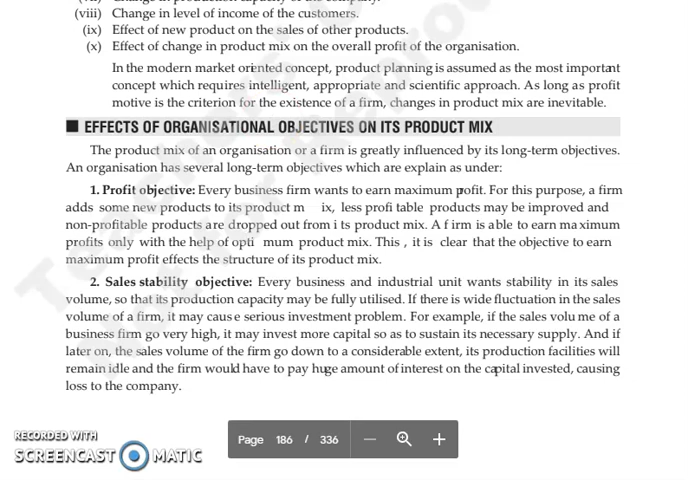 (vii) Change in production capacity of the company.
(viii) Change in level of income of the customers.
(ix) Effect of new product on the sales of other products.
(x) Effect of change in product mix on the overall profit of the organisation.
In the modern market orinted concept, product planning is assumed as the most important
concept which requires intelligent, appropriate and scientific approach. As long as profit
motive is the criterion for the existence of a firm, changes in product mix are inevitable.
EFFECTS OF ORGANISATIONAL OBJECTIVES ON ITS PRODUCT MIX
The product mix of an organisation or a firm is greatly influenced by its long-term objectives.
An organisation has several long-term objectives which are explain as under:
1. Profit objective: Every business firm wants to earn maximum profit. For this purpose, a firm
adds some new products to its product m ix, less profi table products may be improved and
non-profitable products are dropped out from i ts product mix. A f irm is able to earn ma ximum
profits only with the help of opti mum product mix. This , it is clear that the objective to earn
maximum profit effects the structure of its product mix.
2. Sales stability objective: Every business and industrial unit wants stability in its sales
volume, so that its production capacity may be fully utilised. If there is wide fluctuation in the sales
volume of a firm, it may caus e serious investment problem. For example, if the sales volu me of a
business firm go very high, it may invest more capital so as to sustain its necessary supply. And if
later on, the sales volume of the firm go down to a considerable extent, its production facilities will
remain idle and the firm would have to pay huge amount of interest on the capital invested, causing
loss to the company.
RECORDED WITH
SCREENCAST MATIC
Page 186 / 336